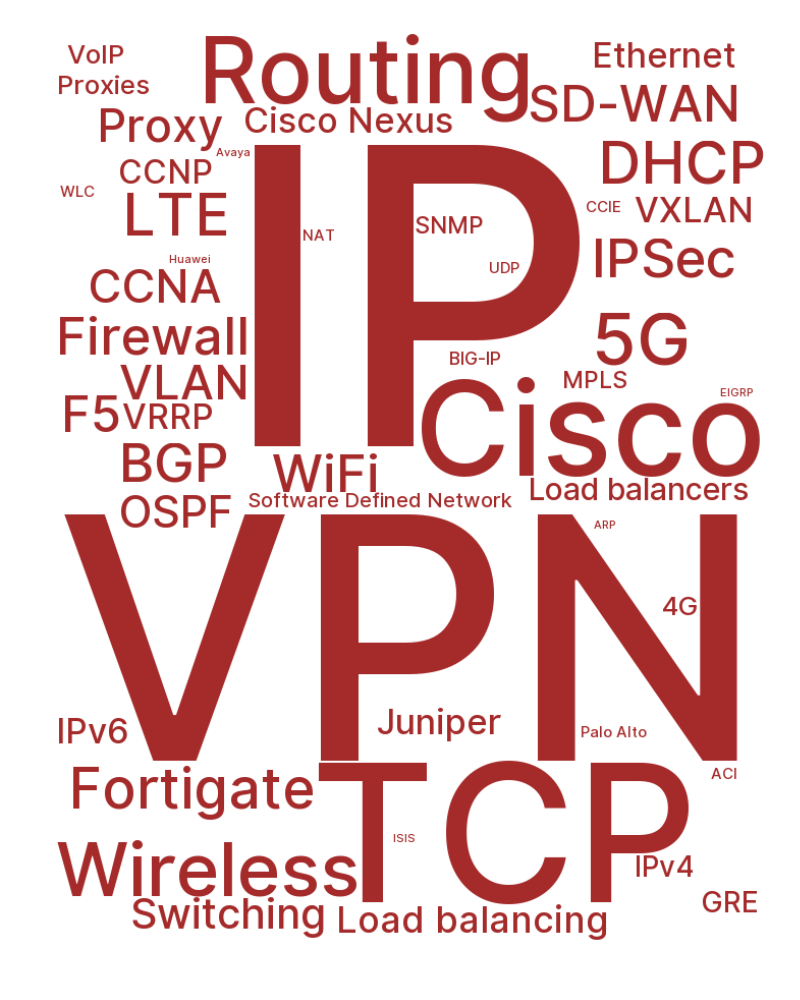 VoIP
Routing
Ethernet
Proxies
SD-WAN
Proxy
Cisco Nexus
Avaya
DHCP
CCNP
WLC
LTE
IP
CCIE
VXLAN
NAT
SNMP
UDP
IPSec
Huawei
CCNA
Firewall
5G
BIG-IP
MPLS
VLAN
EIGRP
F5
VRRP
Cisco
BGP
WiFi
Load balancers
Software Defined Network
OSPF
ARP
VPN
4G
IPv6
Juniper
Palo Alto
ACI
Fortigate
TCP
ISIS
Wireless
IPv4
GRE
Switching
Load balancing